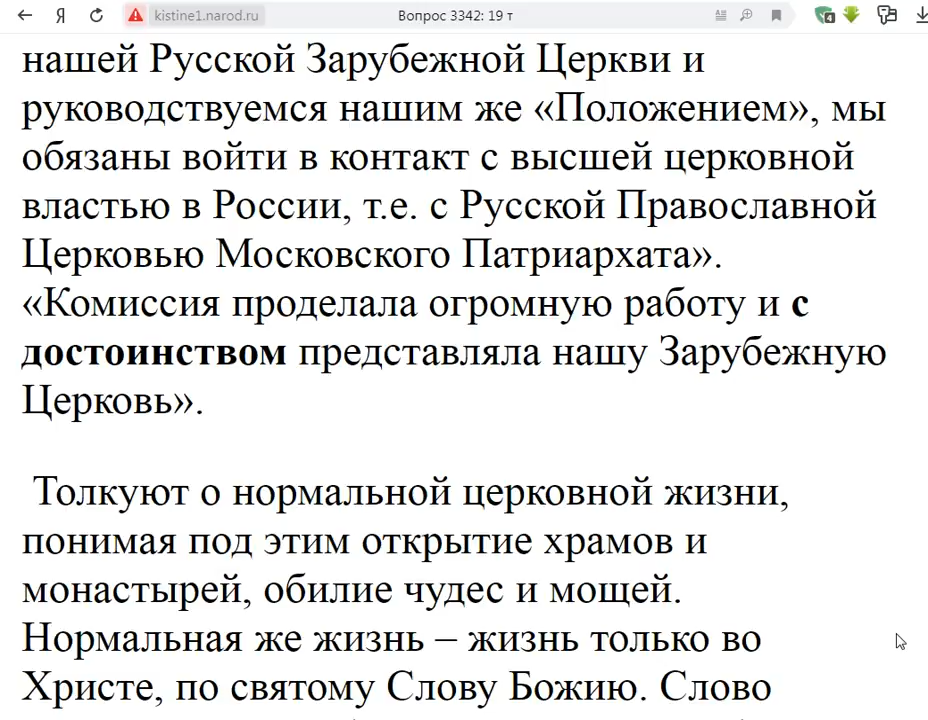 Я
kistine1.narod.ru
Вопрос 3342: 19 т
4
нашей Русской Зарубежной Церкви и
руководствуемся нашим же «Положением», мы
обязаны войти в контакт с высшей церковной
властью в России, т.е. с Русской Православной
Церковью Московского Патриархата».
«Комиссия проделала огромную работу и с
достоинством представляла нашу Зарубежную
Церковь».
Толкуют о нормальной церковной жизни,
понимая под этим открытие храмов и
монастырей, обилие чудес и мощей.
Нормальная же жизнь – жизнь только во
Христе, по святому Слову Божию. Слово